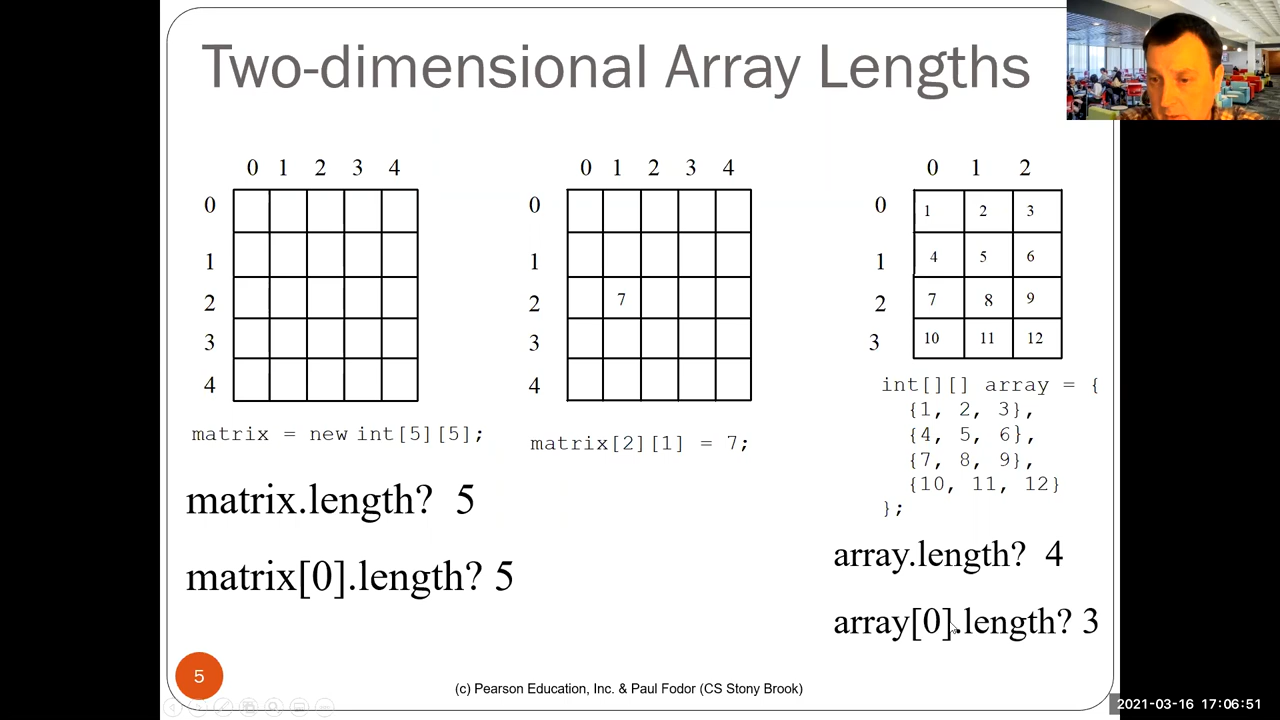 Two-dimensional Array Lengths
0 1 2 3 4
0
1
2
3
4
matrix = new int[5][5];
matrix.length? 5
matrix[0].length? 5
0 1 2 3 4
0
1
2 7
3
4
matrix[2][1] = 7;
0 1 2
0 1 2 3
1 4 5 6
2 7 8 9
3 10 11 12
int[][] array = {
{1, 2, 3},
{4, 5, 6},
{7, 8, 9},
{10, 11, 12}
};
array.length? 4
array[0].length? 3
5
(c) Pearson Education, Inc. & Paul Fodor (CS Stony Brook)
2021-03-16 17:06:51